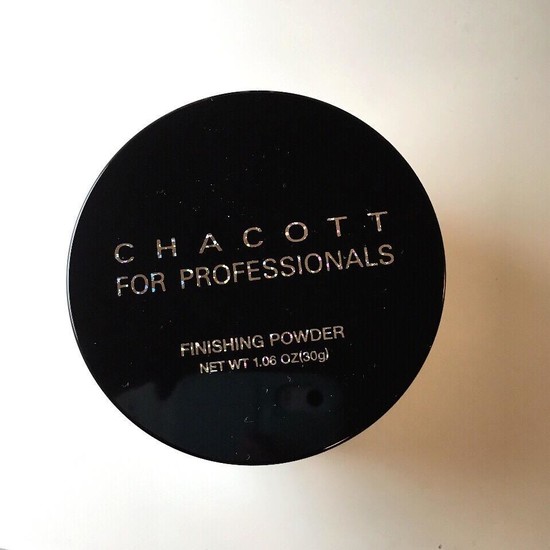 CHACOTT
FOR PROFESSIONALS
FINISHING POWDER
NET WT 1.06 OZ(30g)